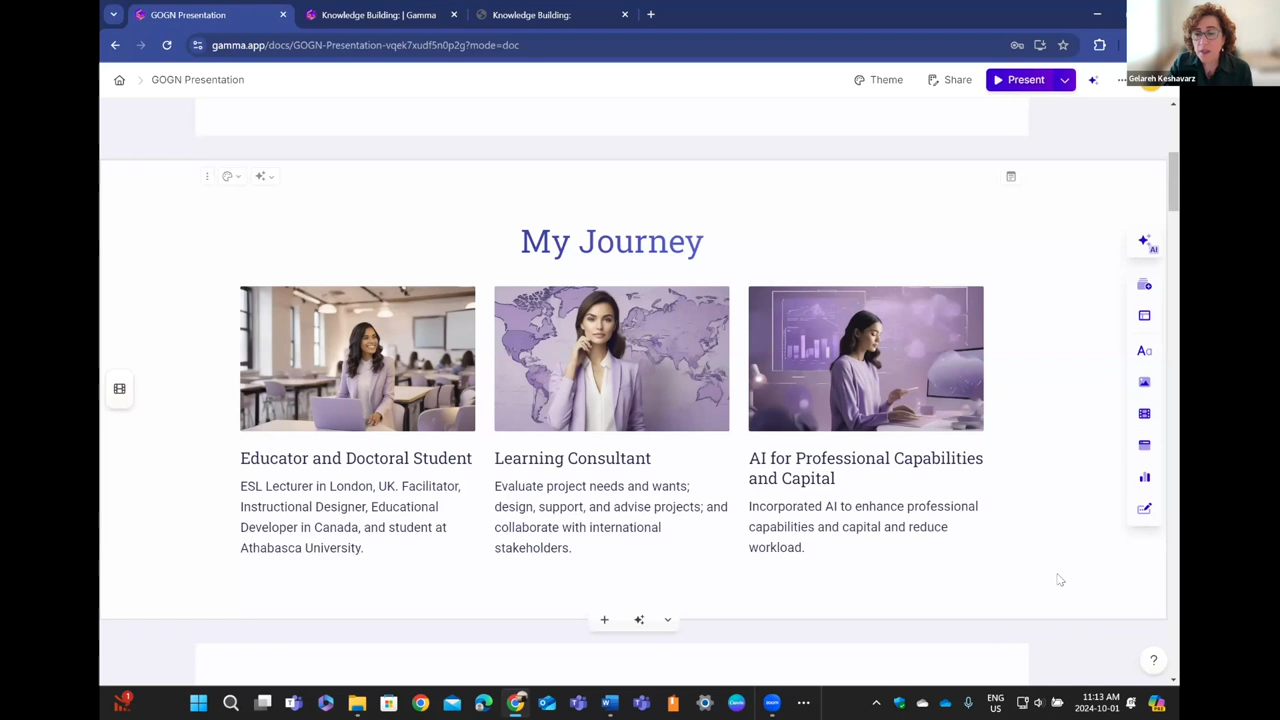 GOGN Presentation
Knowledge Building: | Gamma
Knowledge Building:
gamma.app/docs/GOGN-Presentation-vqek7xudf5n0p2g?mode=doc
GOGN Presentation
Theme
Share
Present
Gelareh Keshavarz
My Journey
AI
Aa
Educator and Doctoral Student
ESL Lecturer in London, UK. Facilitator,
Instructional Designer, Educational
Developer in Canada, and student at
Athabasca University.
Learning Consultant
Evaluate project needs and wants;
design, support, and advise projects; and
collaborate with international
stakeholders.
AI for Professional Capabilities
and Capital
Incorporated AI to enhance professional
capabilities and capital and reduce
workload.
?
1
zoom
ENG
US
11:13 AM
2024-10-01